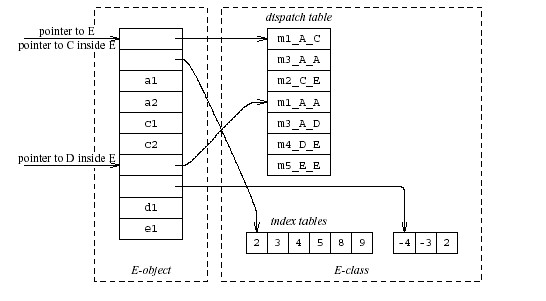 dispatch table
pointer to E
pointer to C inside E
m1_A_C
m3_A_A
a1
m2_C_E
a2
m1_A_A
c1
m3_A_D
c2
m4_D_E
pointer to D inside E
m5_E_E
d1
index tables
e1
2 3 4 5 8 9
-4 -3 2
E-object
E-class